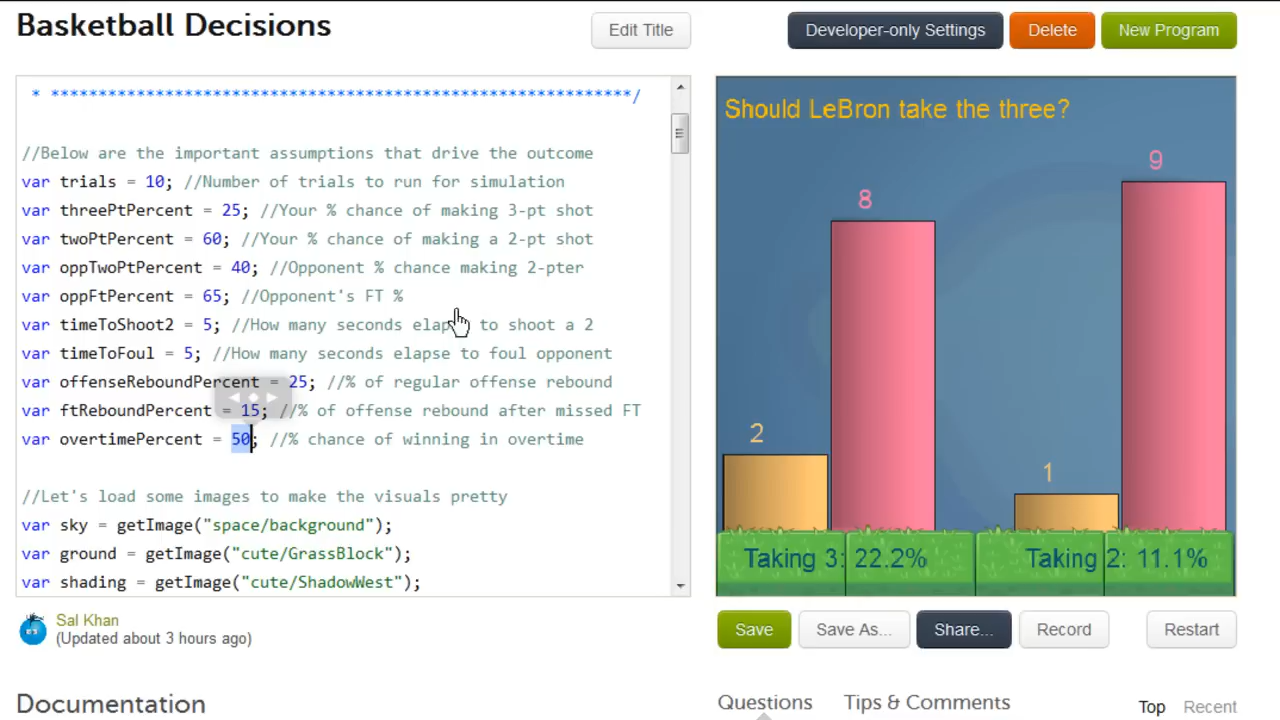 Basketball Decisions
Edit Title
Developer-only Settings
Delete
New Program
* *************************************************************/
//Below are the important assumptions that drive the outcome
var trials = 10; //Number of trials to run for simulation
var threePtPercent = 25; //Your % chance of making 3-pt shot
var twoPtPercent = 60; //Your % chance of making a 2-pt shot
var oppTwoPtPercent = 40; //Opponent % chance making 2-pter
var oppFtPercent = 65; //Opponent's FT %
var timeToShoot2 = 5; //How many seconds elap to shoot a 2
var timeToFoul = 5; //How many seconds elapse to foul opponent
var offenseReboundPercent = 25; //% of regular offense rebound
var ftReboundPercent = 15; //% of offense rebound after missed FT
var overtimePercent = 50; //% chance of winning in overtime
//Let's load some images to make the visuals pretty
var sky = getImage("space/background");
var ground = getImage("cute/GrassBlock");
var shading = getImage("cute/ShadowWest");
Should LeBron take the three?
9
8
2
1
Taking 3: 22.2%
Taking 2: 11.1%
Sal Khan
(Updated about 3 hours ago)
Save
Save As...
Share...
Record
Restart
Documentation
Questions
Tips & Comments
Top
Recent